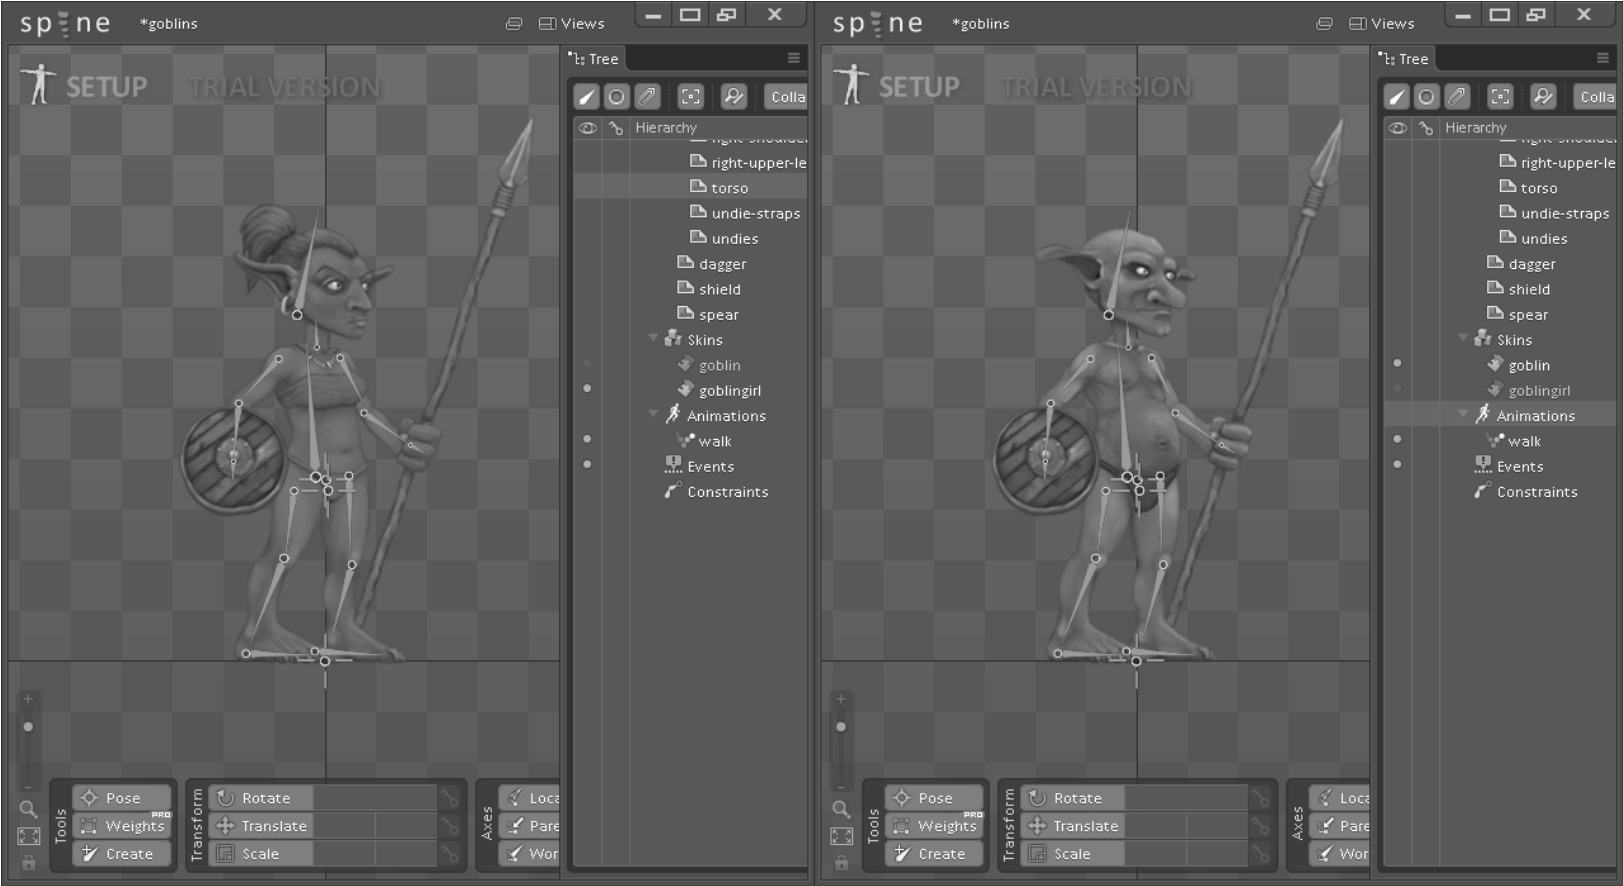 spine *goblins Views
Tree
SETUP TRIAL VERSION
Colla
Hierarchy
right-shoulder
right-upper-le
torso
undie-straps
undies
dagger
shield
spear
Skins
goblin
goblingirl
Animations
walk
Events
Constraints
Tools
Pose
Weights PRO
Create
Transform
Rotate
Translate
Scale
Axes
Loca
Pare
Wor
spine *goblins Views
Tree
SETUP TRIAL VERSION
Colla
Hierarchy
right-shoulder
right-upper-le
torso
undie-straps
undies
dagger
shield
spear
Skins
goblin
goblingirl
Animations
walk
Events
Constraints
Tools
Pose
Weights PRO
Create
Transform
Rotate
Translate
Scale
Axes
Loca
Pare
Wor